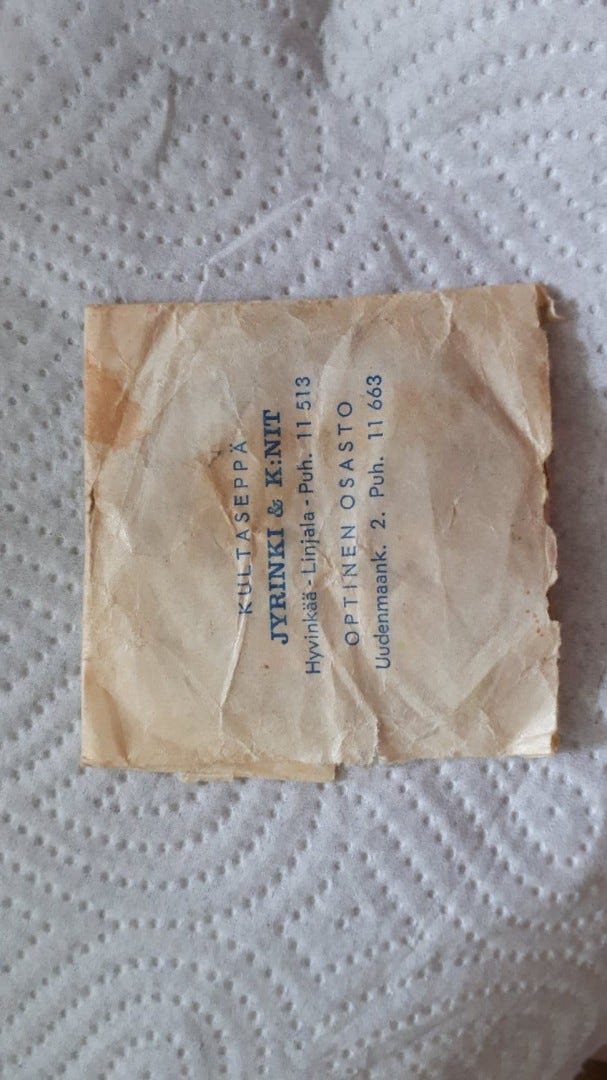 KULTASEPPÄ
JYRINKI & K:NIT
Hyvinkää - Linjala - Puh. 11 513
OPTINEN OSASTO
Uudenmaank. 2. Puh. 11 663